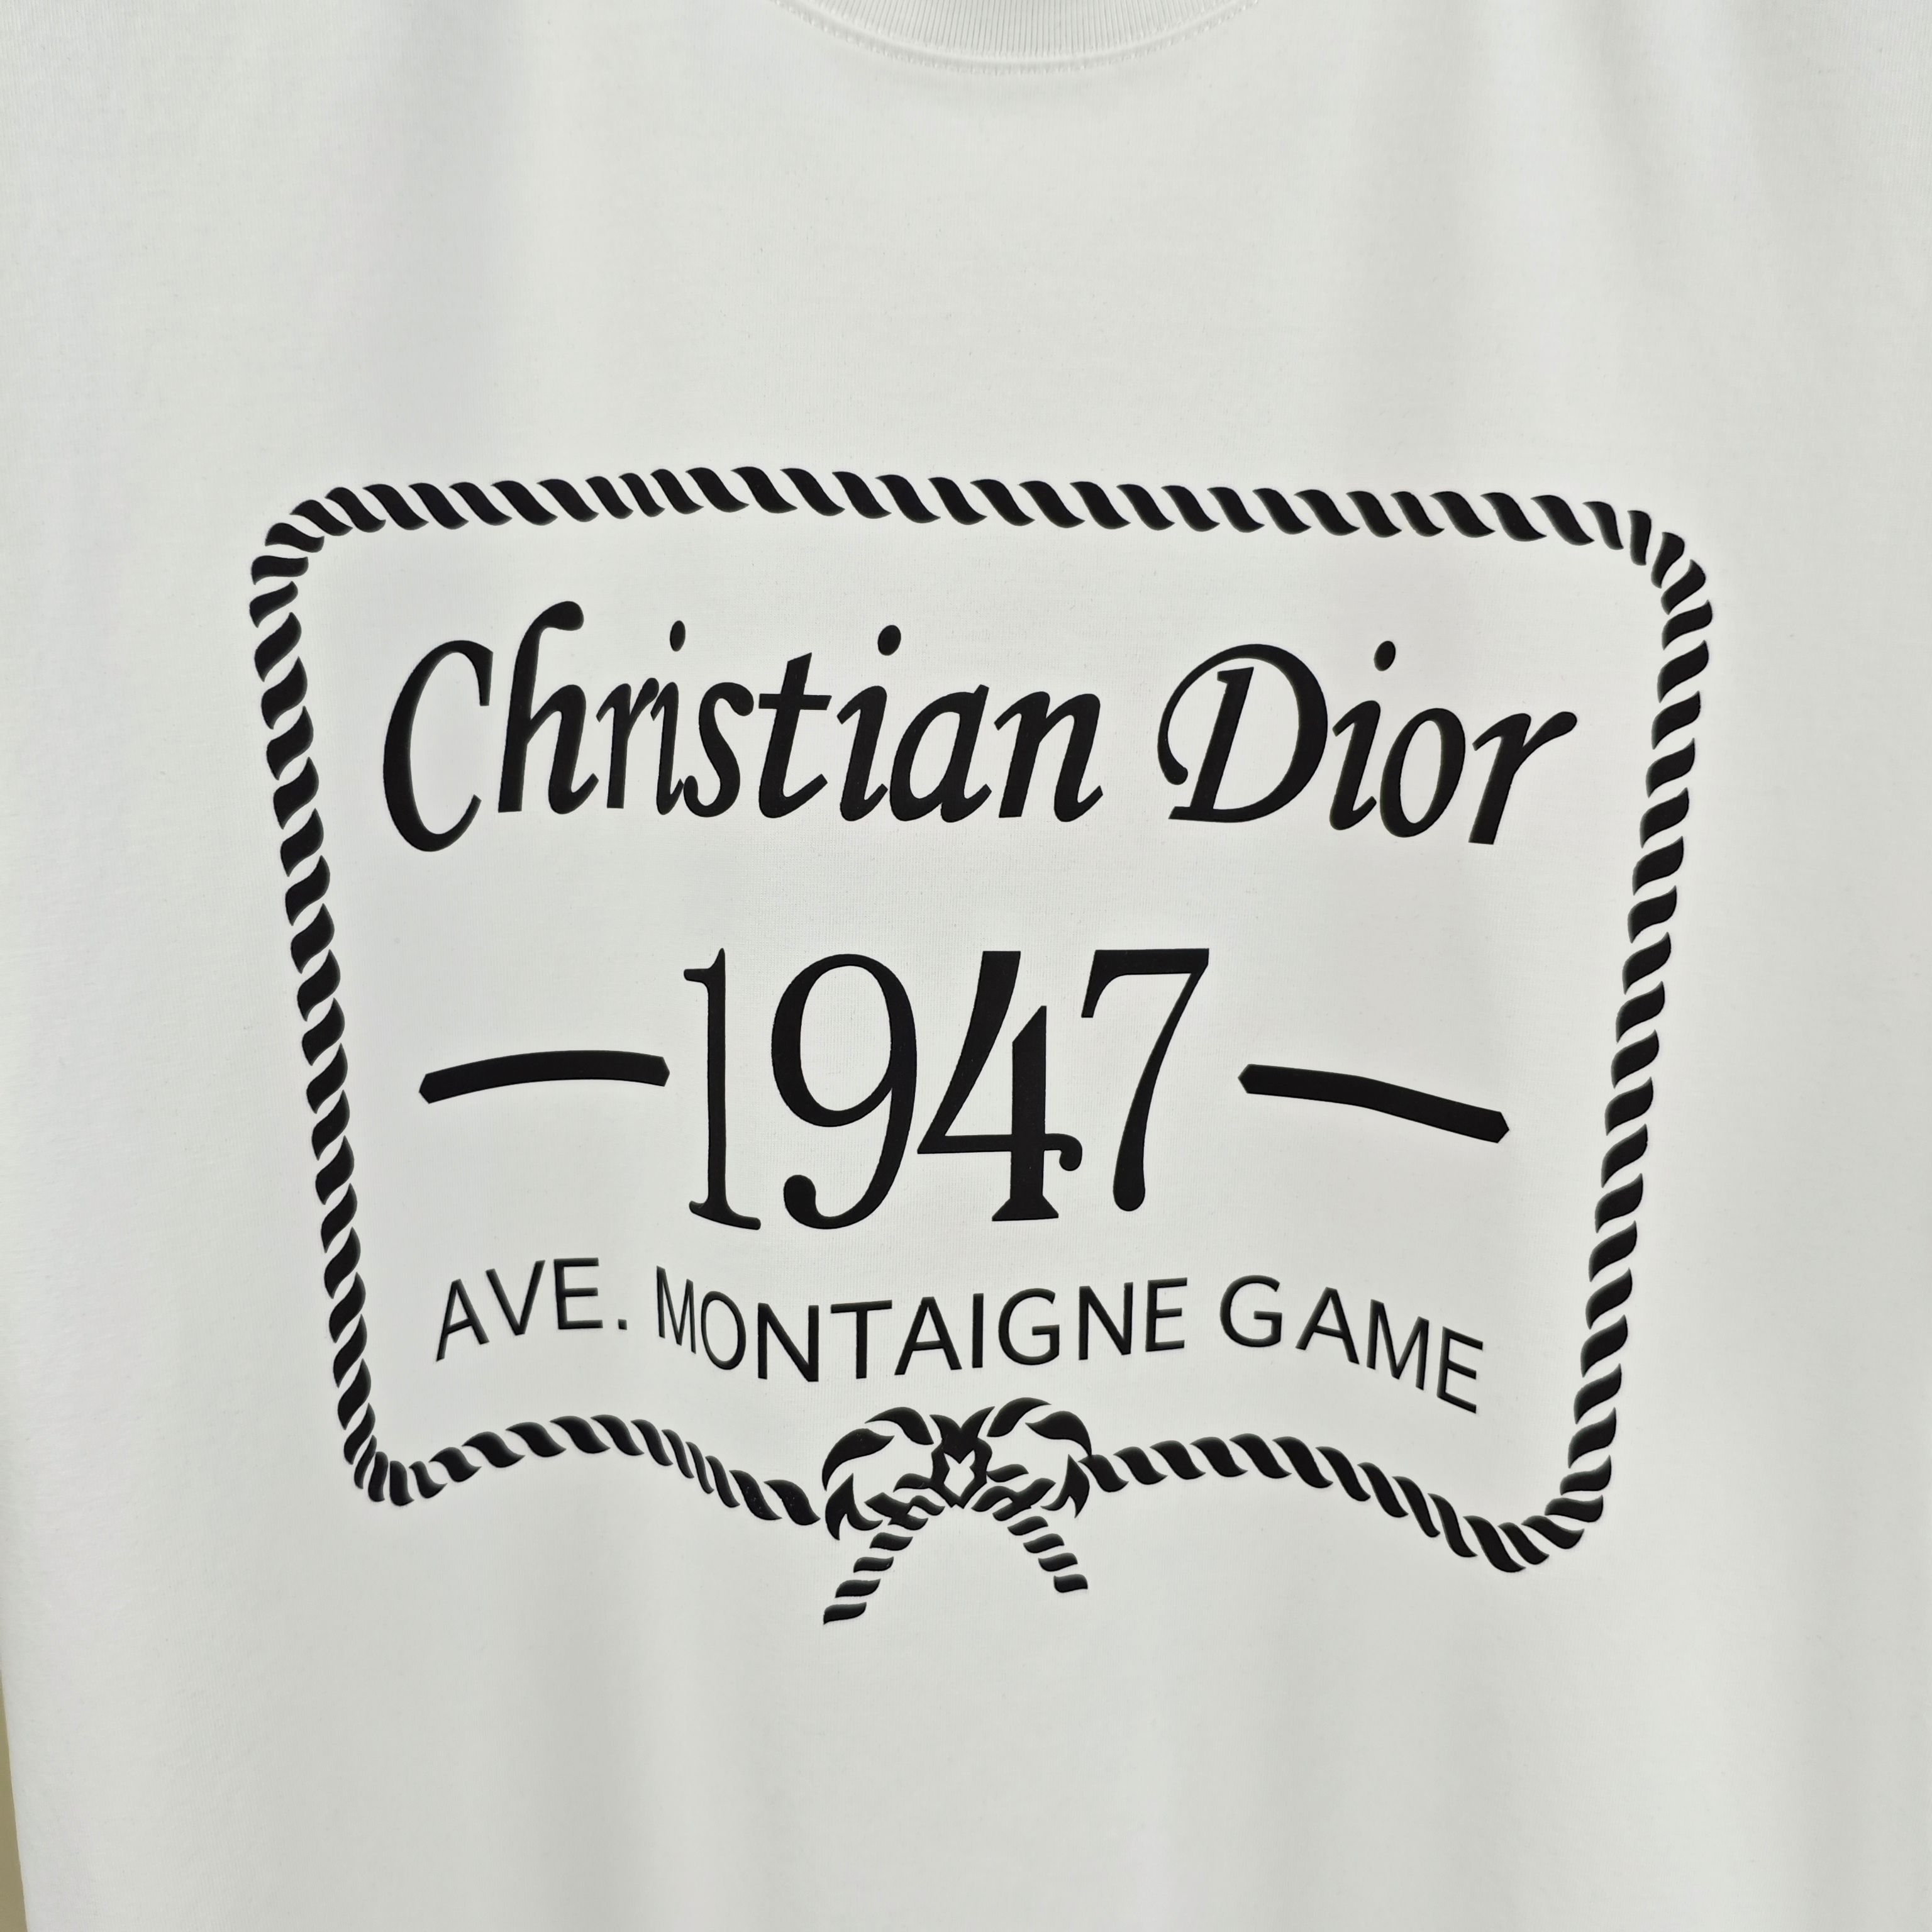 Christian Dior
1947
AVE. MONTAIGNE GAME